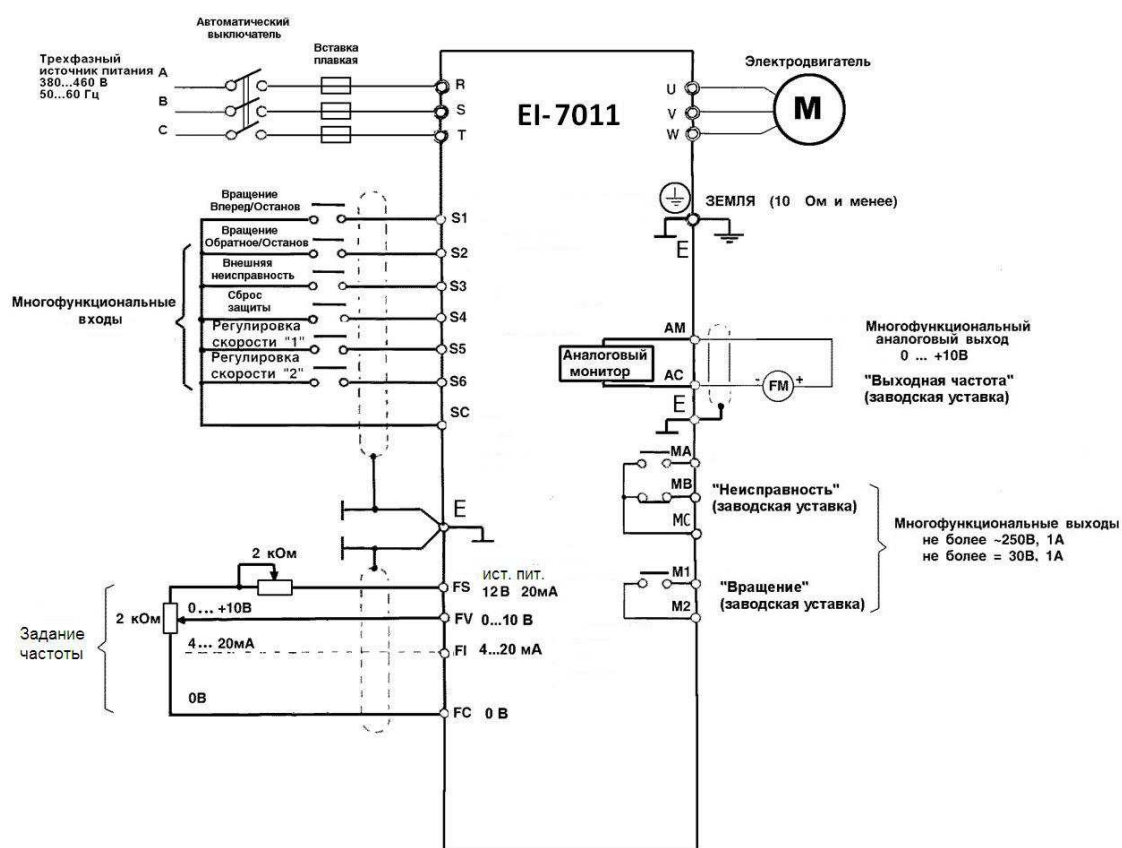 Автоматический
выключатель
Вставка
плавкая
Трехфазный
источник питания
380...460 В
50...60 Гц
A
B
C
R
S
T
EI-7011
U
V
W
Электродвигатель
M
ЗЕМЛЯ (10 Ом и менее)
E
Вращение
Вперед/Останов
S1
Вращение
Обратное/Останов
S2
Внешняя
неисправность
S3
Сброс
защиты
S4
Регулировка
скорости "1"
S5
Регулировка
скорости "2"
S6
SC
Многофункциональные
входы
E
AM
Аналоговый
монитор
AC
E
- FM +
Многофункциональный
аналоговый выход
0 ... +10В
"Выходная частота"
(заводская уставка)
MA
MB
MC
"Неисправность"
(заводская уставка)
M1
M2
"Вращение"
(заводская уставка)
Многофункциональные выходы
не более ~250В, 1А
не более = 30В, 1А
2 кОм
FS
ИСТ. ПИТ.
12 В 20мА
2 кОм
0... +10В
FV 0...10 В
4... 20мА
FI 4...20 мА
0В
FC 0 В
Задание
частоты